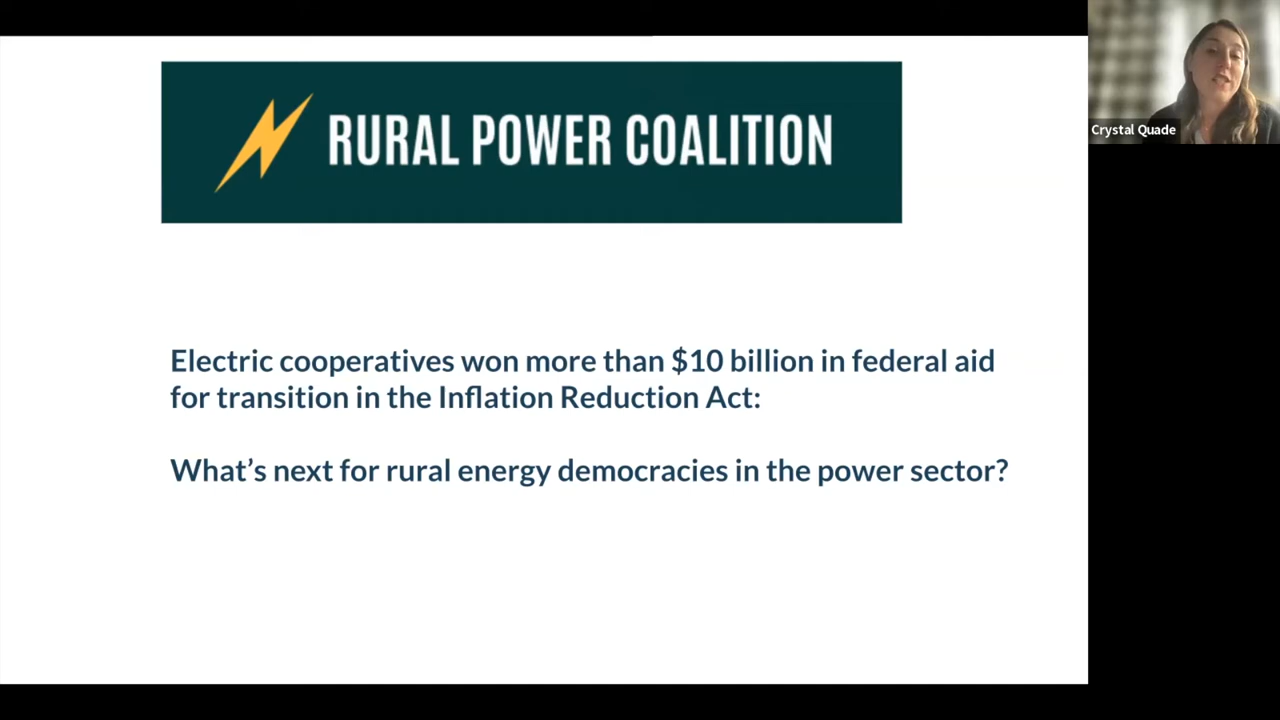 RURAL POWER COALITION
Crystal Quade
Electric cooperatives won more than $10 billion in federal aid
for transition in the Inflation Reduction Act:
What’s next for rural energy democracies in the power sector?